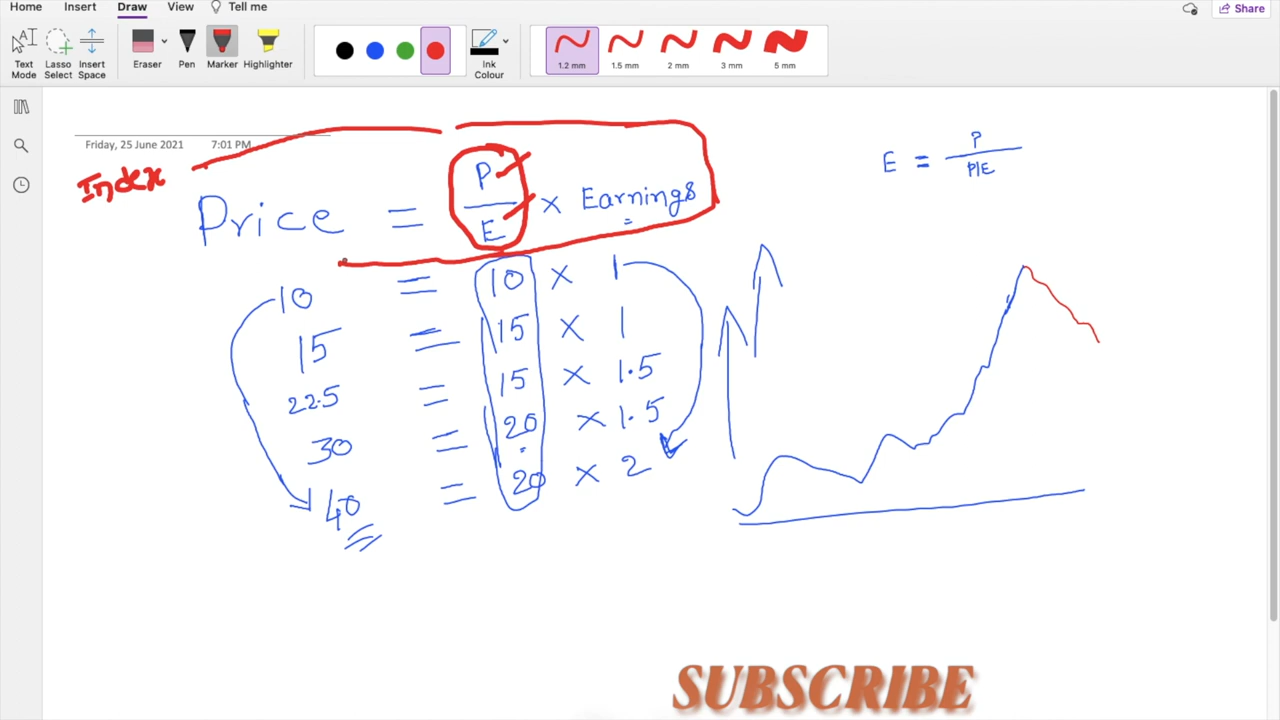 Home Insert Draw View Tell me
Share
Text Mode Lasso Select Insert Space Eraser Pen Marker Highlighter Ink Colour 1.2 mm 1.5 mm 2 mm 3 mm 5 mm
Friday, 25 June 2021 7:01 PM
Index
Price = P/E × Earnings
E = P / P/E
10 = 10 × 1
15 = 15 × 1
22.5 = 15 × 1.5
30 = 20 × 1.5
40 = 20 × 2
SUBSCRIBE